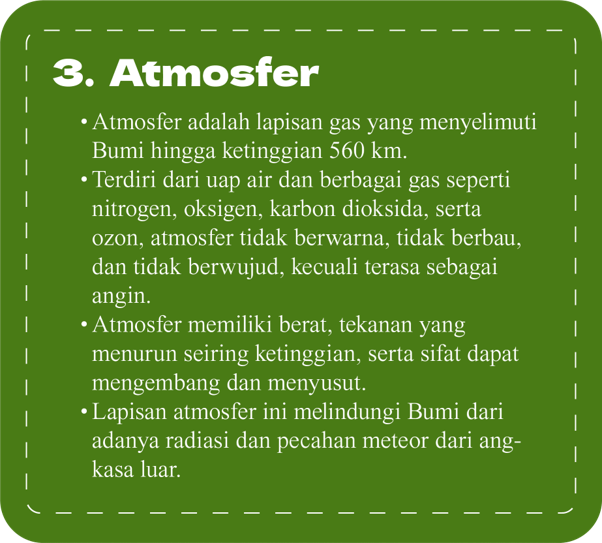 3. Atmosfer
• Atmosfer adalah lapisan gas yang menyelimuti
Bumi hingga ketinggian 560 km.
• Terdiri dari uap air dan berbagai gas seperti
nitrogen, oksigen, karbon dioksida, serta
ozon, atmosfer tidak berwarna, tidak berbau,
dan tidak berwujud, kecuali terasa sebagai
angin.
• Atmosfer memiliki berat, tekanan yang
menurun seiring ketinggian, serta sifat dapat
mengembang dan menyusut.
• Lapisan atmosfer ini melindungi Bumi dari
adanya radiasi dan pecahan meteor dari ang-
kasa luar.